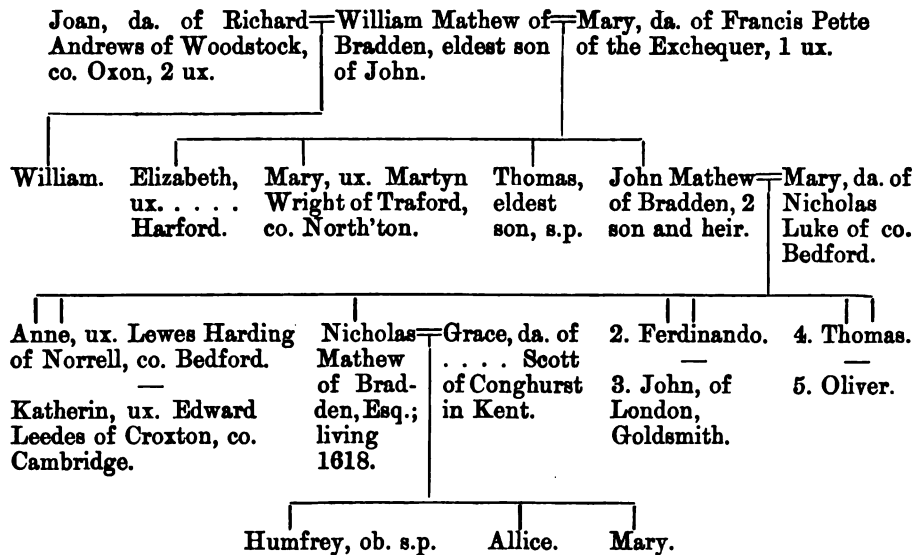 Joan, da. of Richard
Andrews of Woodstock,
co. Oxon, 2 ux.
William Mathew of
Bradden, eldest son
of John.
Mary, da. of Francis Pette
of the Exchequer, 1 ux.
William.
Elizabeth,
ux. . . . . .
Harford.
Mary, ux. Martyn
Wright of Traford,
co. North'ton.
Thomas,
eldest
son, s.p.
John Mathew
of Bradden, 2
son and heir.
Mary, da. of
Nicholas
Luke of co.
Bedford.
Anne, ux. Lewes Harding
of Norrell, co. Bedford.
—
Katherin, ux. Edward
Leedes of Croxton, co.
Cambridge.
Nicholas
Mathew
of Brad-
den, Esq.;
living
1618.
Grace, da. of
. . . . Scott
of Conghurst
in Kent.
2. Ferdinando.
—
3. John, of
London,
Goldsmith.
4. Thomas.
—
5. Oliver.
Humfrey, ob. s.p.
Allice.
Mary.